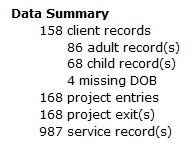 Data Summary
158 client records
86 adult record(s)
68 child record(s)
4 missing DOB
168 project entries
168 project exit(s)
987 service record(s)